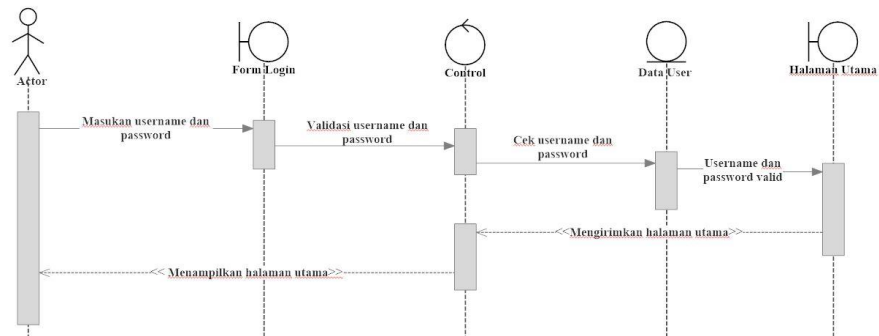 Actor
Form Login
Control
Data User
Halaman Utama
Masukan username dan
password
Validasi username dan
password
Cek username dan
password
Username dan
password valid
<<Mengirimkan halaman utama>>
<< Menampilkan halaman utama>>